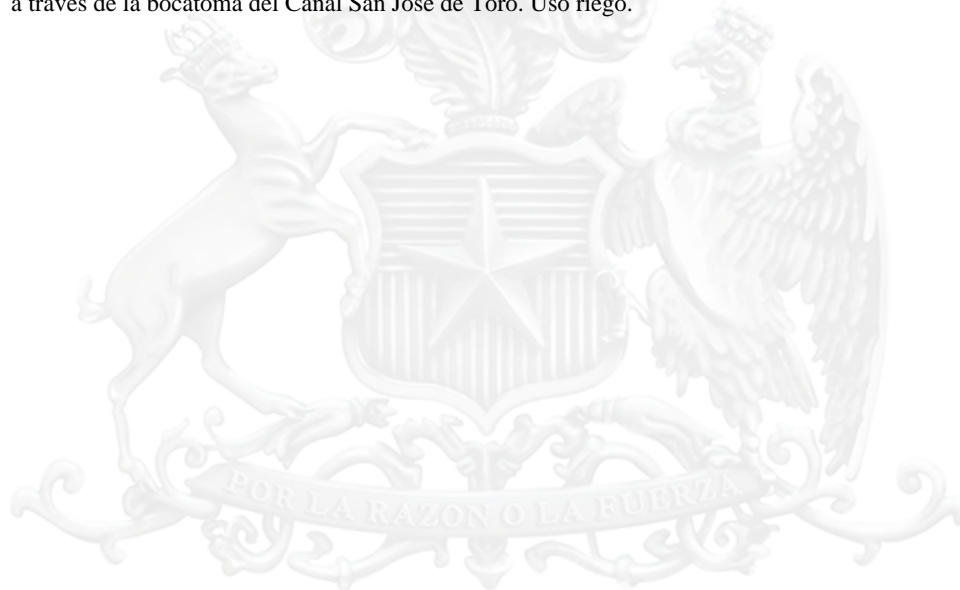 a través de la bocatoma del Canal San José de Toro. Uso riego.
POR LA RAZON O LA FUERZA